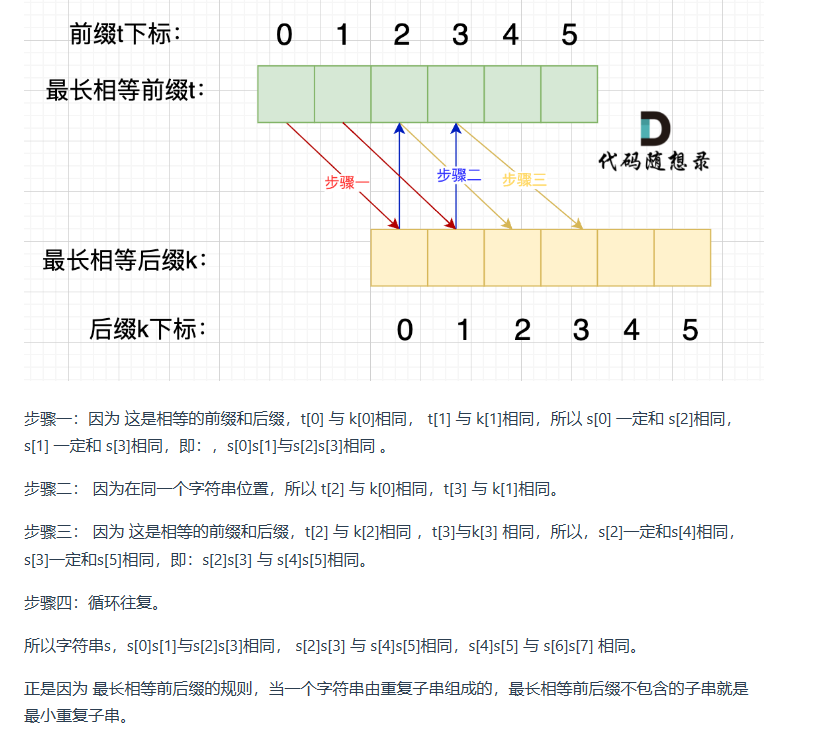 前缀t下标： 0 1 2 3 4 5
最长相等前缀t：
代码随想录
步骤一 步骤二 步骤三
最长相等后缀k：
后缀k下标： 0 1 2 3 4 5
步骤一：因为 这是相等的前缀和后缀，t[0] 与 k[0]相同， t[1] 与 k[1]相同，所以 s[0] 一定和 s[2]相同，
s[1] 一定和 s[3]相同，即：，s[0]s[1]与s[2]s[3]相同 。
步骤二： 因为在同一个字符串位置，所以 t[2] 与 k[0]相同，t[3] 与 k[1]相同。
步骤三： 因为 这是相等的前缀和后缀，t[2] 与 k[2]相同 ，t[3]与k[3] 相同，所以，s[2]一定和s[4]相同，
s[3]一定和s[5]相同，即：s[2]s[3] 与 s[4]s[5]相同。
步骤四：循环往复。
所以字符串s，s[0]s[1]与s[2]s[3]相同， s[2]s[3] 与 s[4]s[5]相同，s[4]s[5] 与 s[6]s[7] 相同。
正是因为 最长相等前后缀的规则，当一个字符串由重复子串组成的，最长相等前后缀不包含的子串就是
最小重复子串。